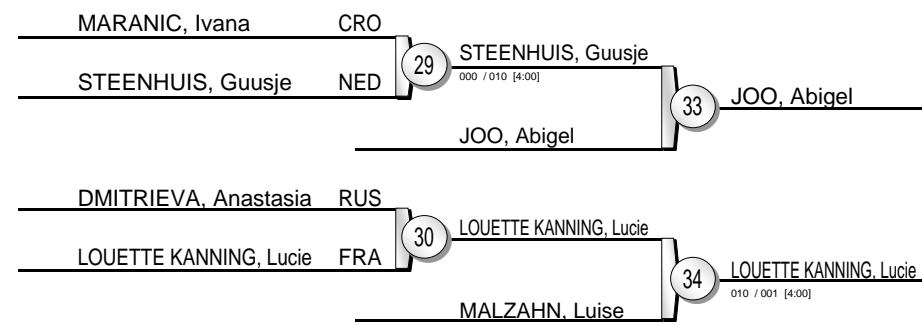 MARANIC, Ivana CRO
29
STEENHUIS, Guusje
000 / 010 [4:00]
STEENHUIS, Guusje NED
33
JOO, Abigel
JOO, Abigel
DMITRIEVA, Anastasia RUS
30
LOUETTE KANNING, Lucie
LOUETTE KANNING, Lucie FRA
34
LOUETTE KANNING, Lucie
010 / 001 [4:00]
MALZAHN, Luise